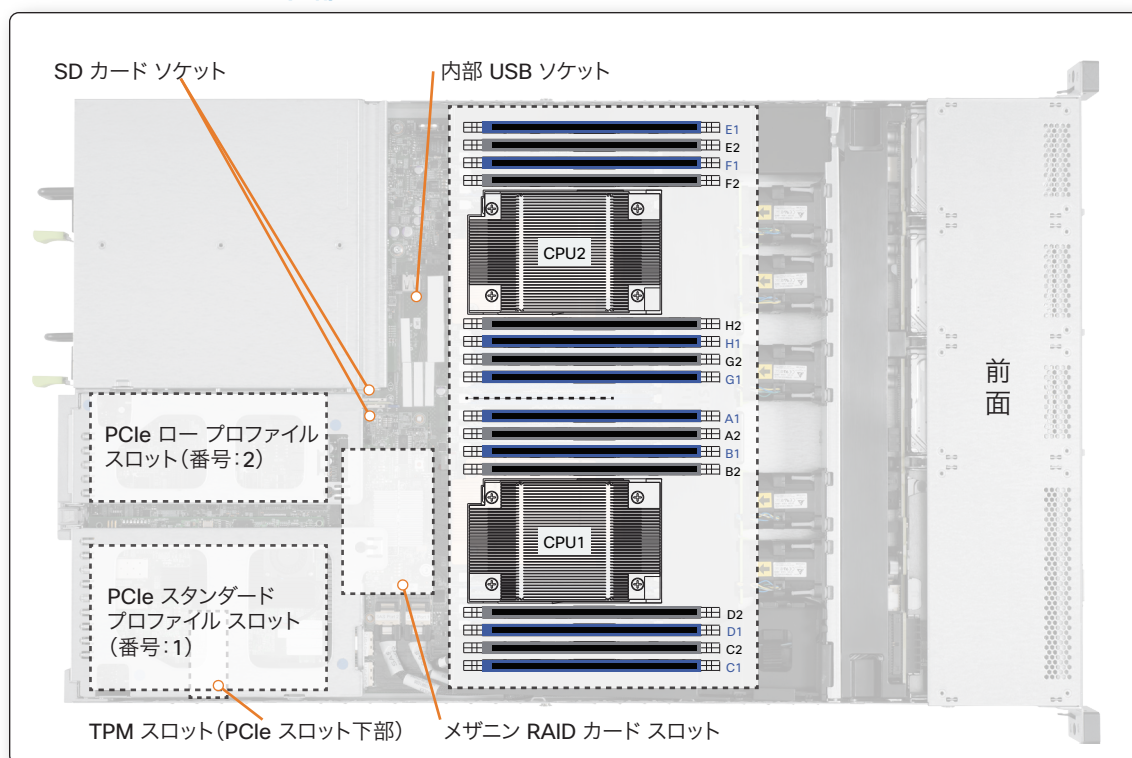 SD カード ソケット
内部 USB ソケット
E1
E2
F1
F2
CPU2
H2
H1
G2
G1
A1
A2
B1
B2
CPU1
D2
D1
C2
C1
前
面
PCIe ロー プロファイル
スロット（番号：2）
PCIe スタンダード
プロファイル スロット
（番号：1）
TPM スロット（PCIe スロット下部）
メザニン RAID カード スロット